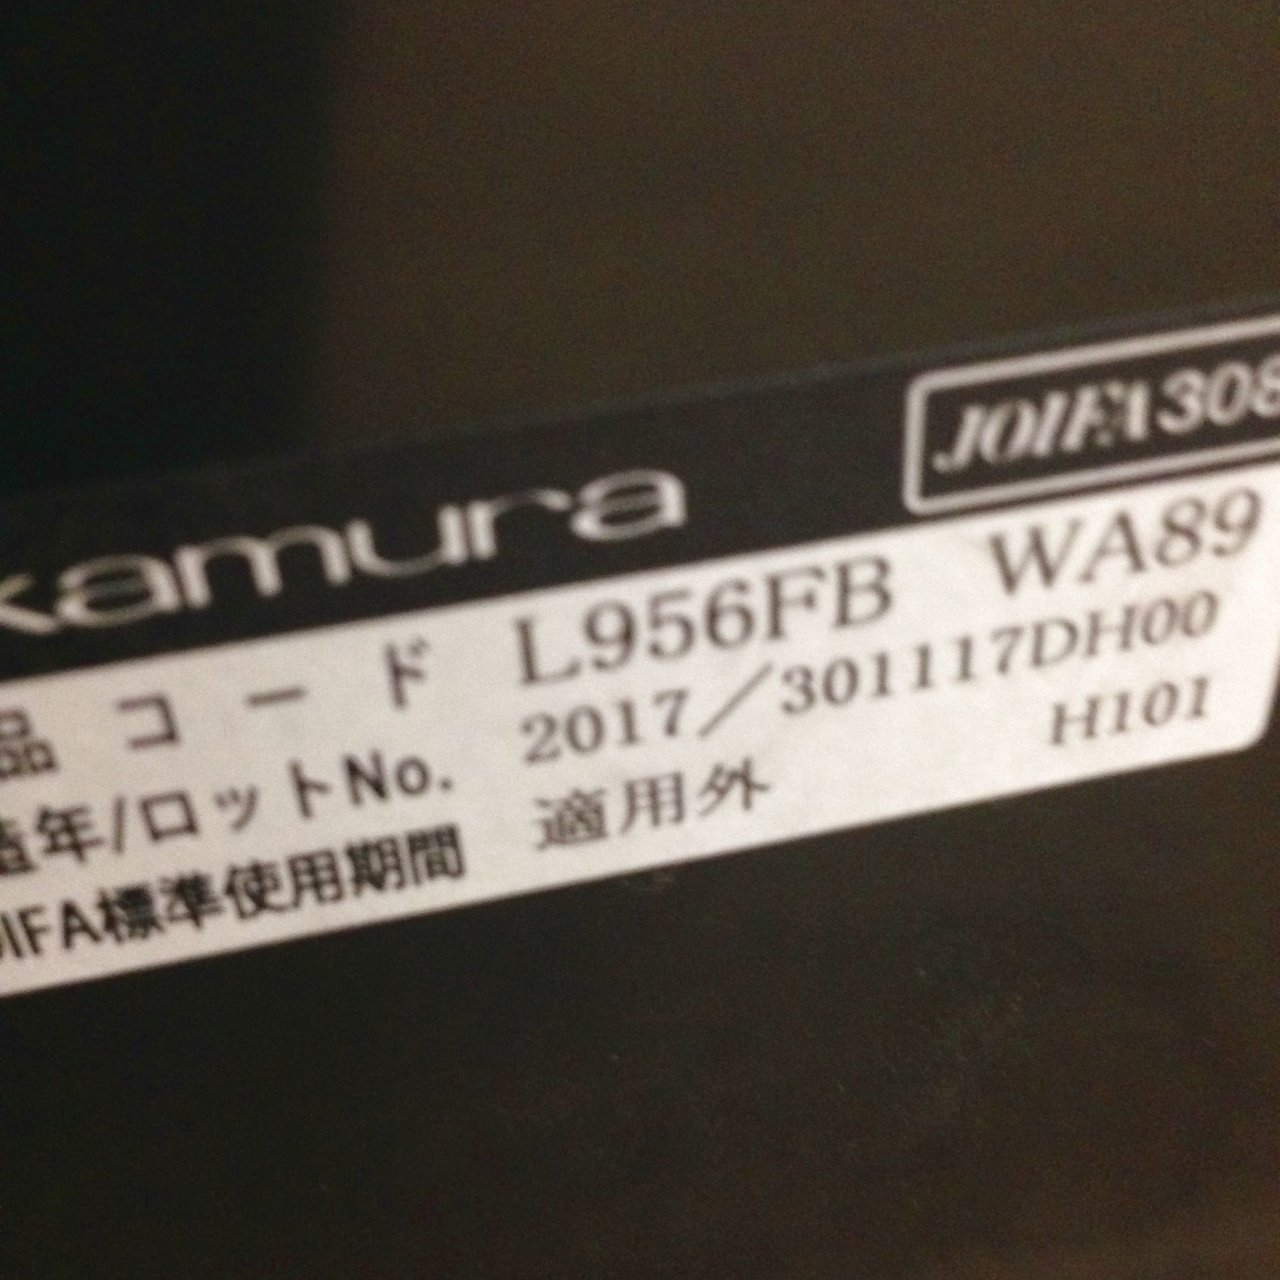 kamura
JOIFA308
品コード L956FB WA89
造年/ロットNo. 2017/301117DH00
H101
OIFA標準使用期間 適用外